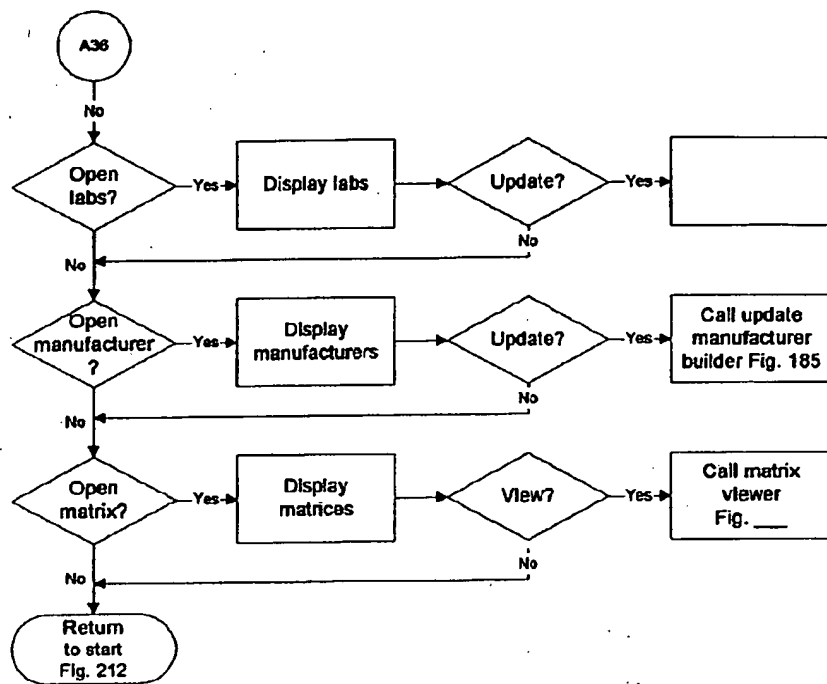 A36
No
Open
labs?
Yes
Display labs
Update?
Yes
No
No
Open
manufacturer
?
Yes
Display
manufacturers
Update?
Yes
Call update
manufacturer
builder Fig. 185
No
No
Open
matrix?
Yes
Display
matrices
View?
Yes
Call matrix
viewer
Fig. ___
No
No
Return
to start
Fig. 212